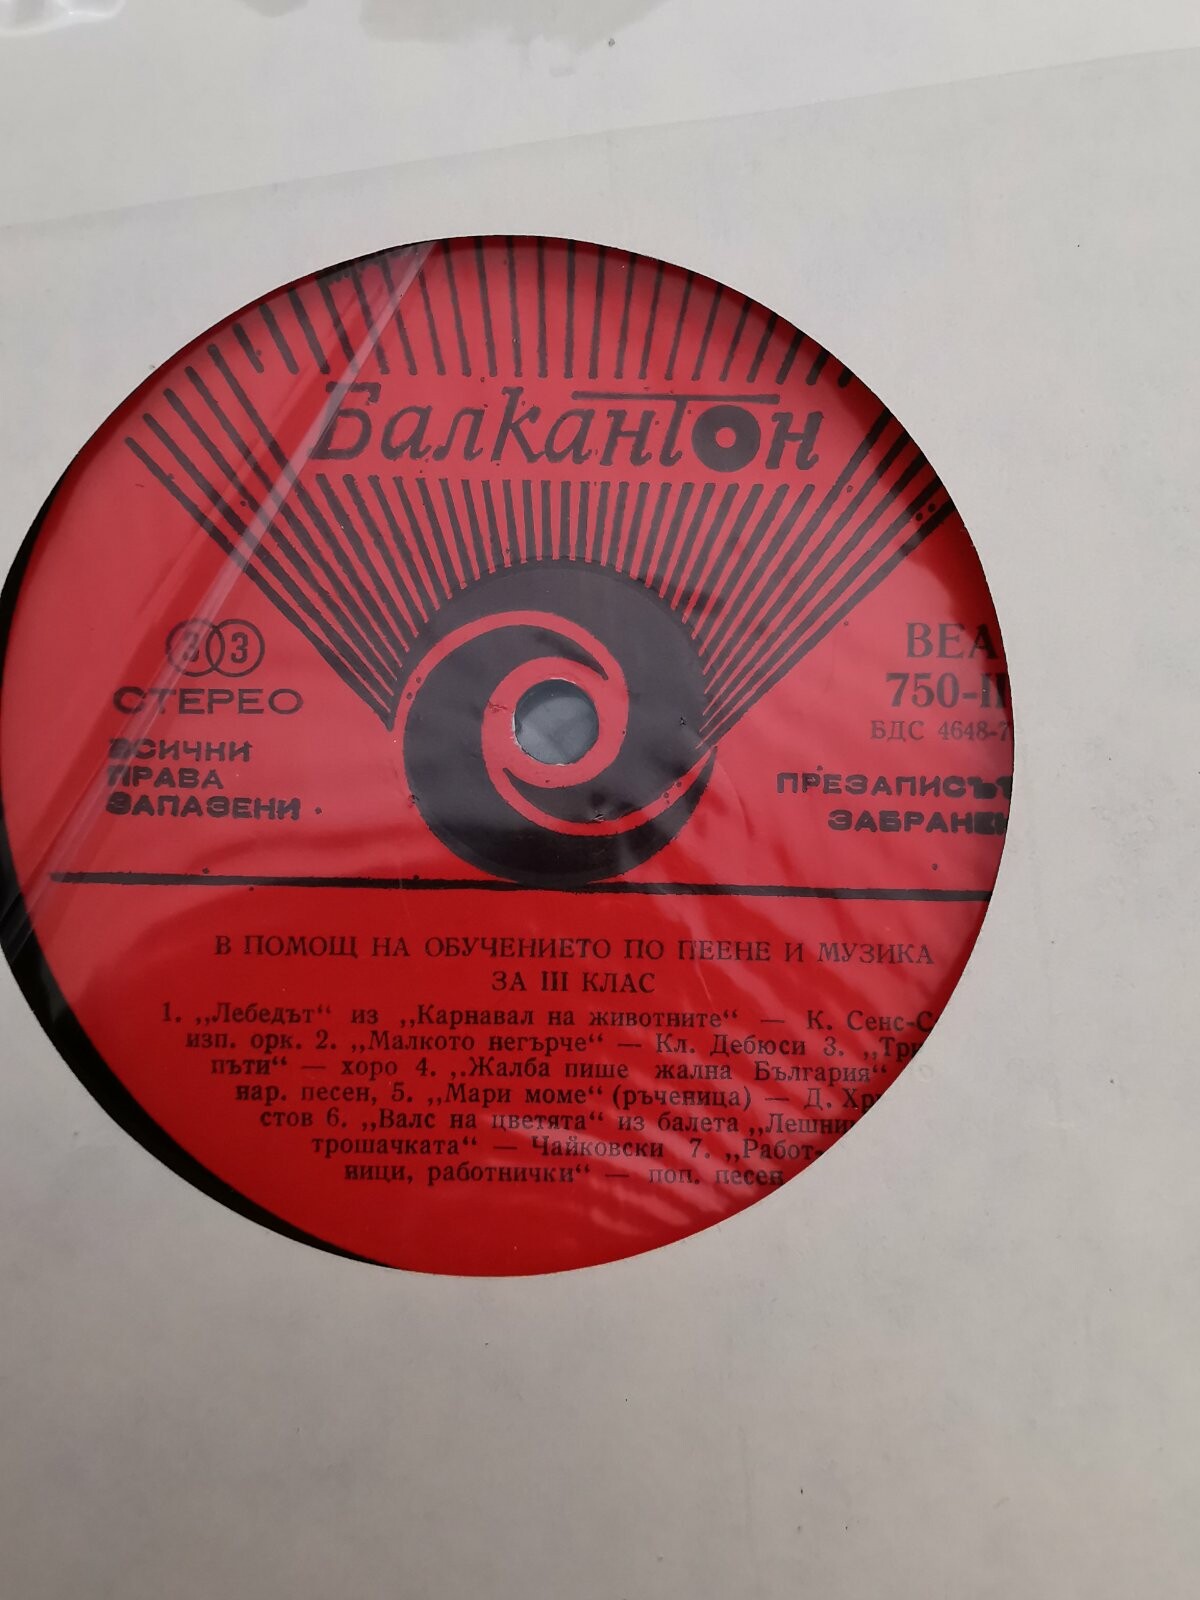 Балкантон
33
СТЕРЕО
ВСИЧНИ
ПРАВА
ЗАПАЗЕНИ
ВЕА
750-II
БДС 4648-7
ПРЕЗАПИСЪТ
ЗАБРАНЕН
В ПОМОЩ НА ОБУЧЕНИЕТО ПО ПЕЕНЕ И МУЗИКА
ЗА III КЛАС
1. „Лебедът“ из „Карнавал на животните“ — К. Сенс-С
изп. орк. 2. „Малкото негърче“ — Кл. Дебюси 3. „Три
пъти“ — хоро 4. „Жалба пише жална България“
нар. песен, 5. „Мари моме“ (ръченица) — Д. Хри
стов 6. „Валс на цветята“ из балета „Лешни
трошачката“ — Чайковски 7. „Работ-
ници, работнички“ — поп. песен